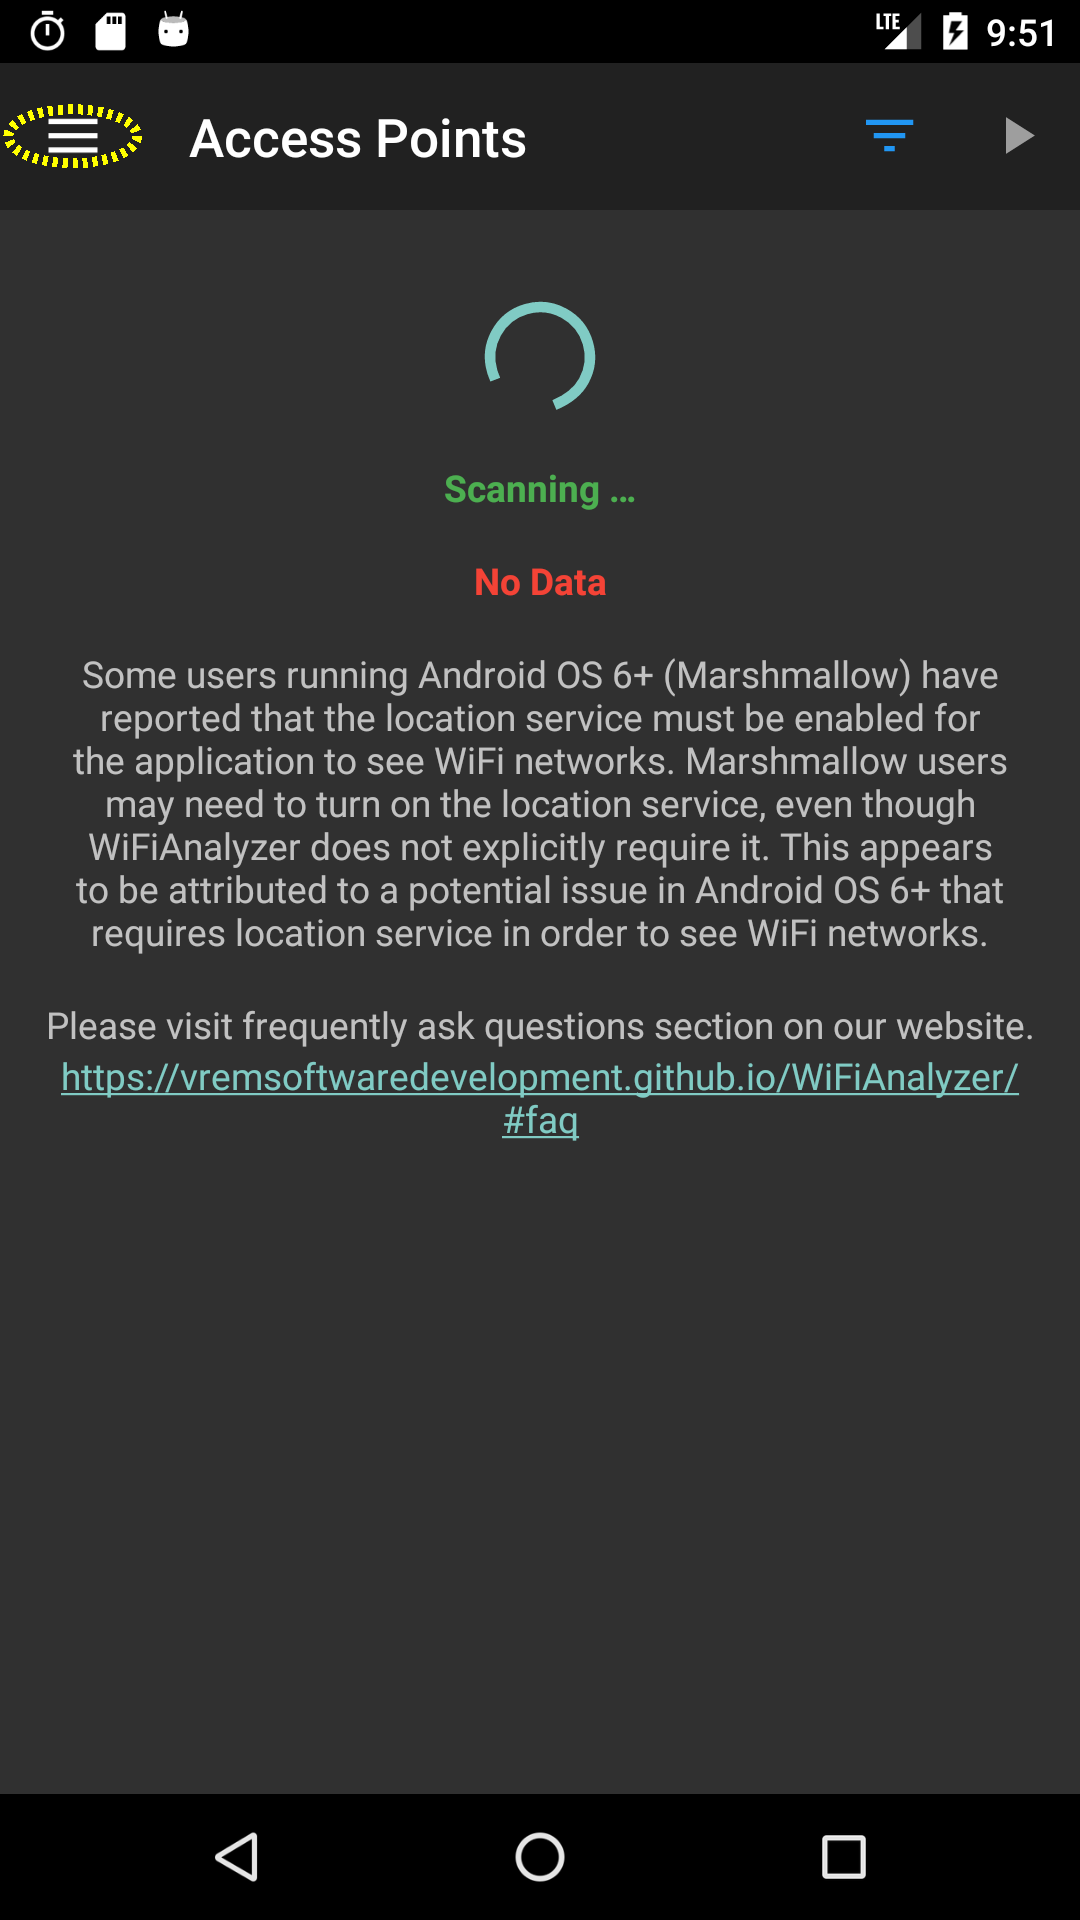 LTE 9:51
Access Points
Scanning ...
No Data
Some users running Android OS 6+ (Marshmallow) have
reported that the location service must be enabled for
the application to see WiFi networks. Marshmallow users
may need to turn on the location service, even though
WiFiAnalyzer does not explicitly require it. This appears
to be attributed to a potential issue in Android OS 6+ that
requires location service in order to see WiFi networks.
Please visit frequently ask questions section on our website.
https://vremsoftwaredevelopment.github.io/WiFiAnalyzer/
#faq